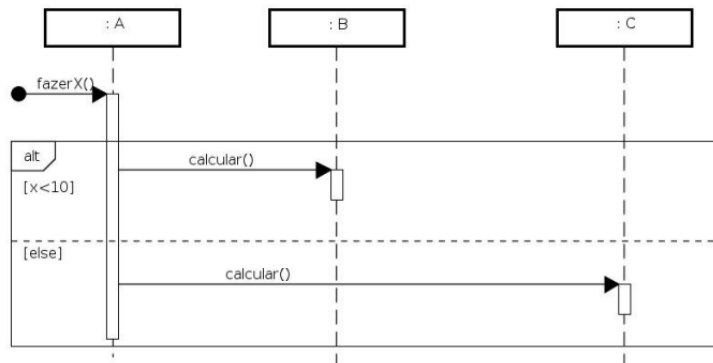 : A
: B
: C
fazerX()
alt
calcular()
[x<10]
[else]
calcular()